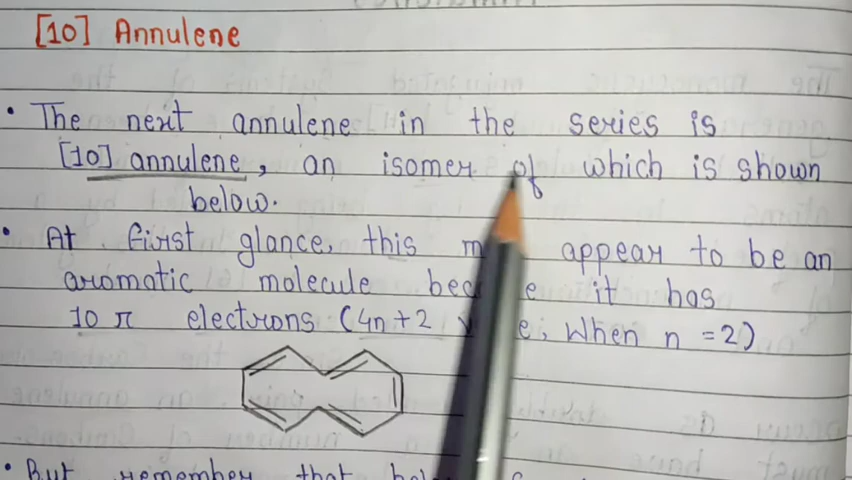 [10] Annulene
• The next annulene in the series is
[10] annulene, an isomer of which is shown
below.
• At first glance, this appear to be an
aromatic molecule it has
10 π electrons (4n+2 When n = 2)
• But remember that